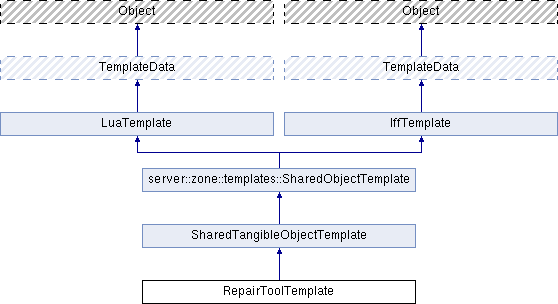 Object Object
TemplateData TemplateData
LuaTemplate IffTemplate
server::zone::templates::SharedObjectTemplate
SharedTangibleObjectTemplate
RepairToolTemplate